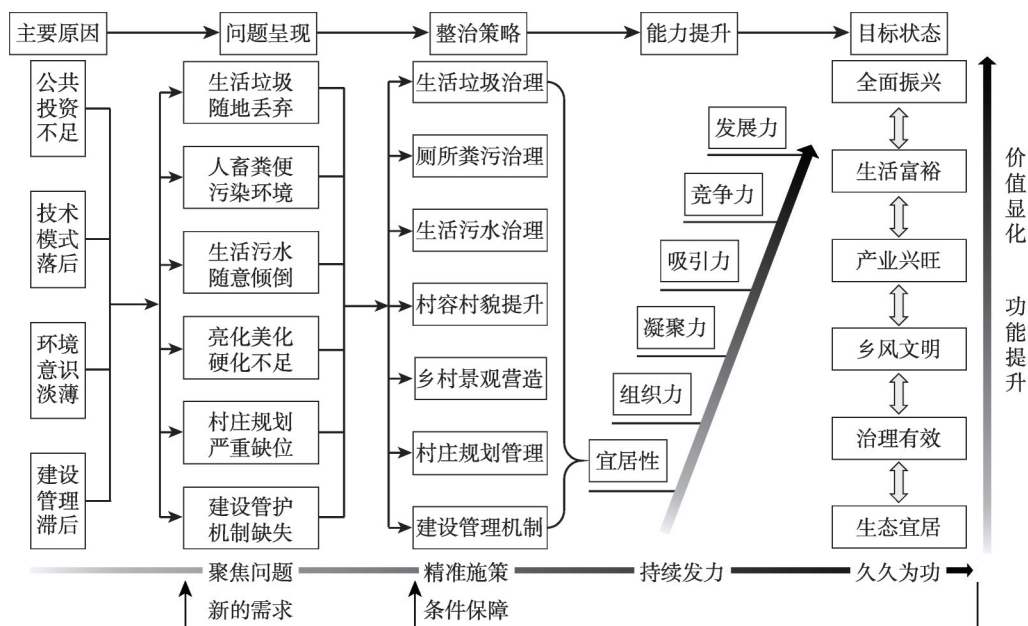 主要原因
问题呈现
整治策略
能力提升
目标状态
公共
投资
不足
技术
模式
落后
环境
意识
淡薄
建设
管理
滞后
生活垃圾
随地丢弃
人畜粪便
污染环境
生活污水
随意倾倒
亮化美化
硬化不足
村庄规划
严重缺位
建设管护
机制缺失
生活垃圾治理
厕所粪污治理
生活污水治理
村容村貌提升
乡村景观营造
村庄规划管理
建设管理机制
发展力
竞争力
吸引力
凝聚力
组织力
宜居性
全面振兴
生活富裕
产业兴旺
乡风文明
治理有效
生态宜居
价值显化
功能提升
聚焦问题
精准施策
持续发力
久久为功
新的需求
条件保障